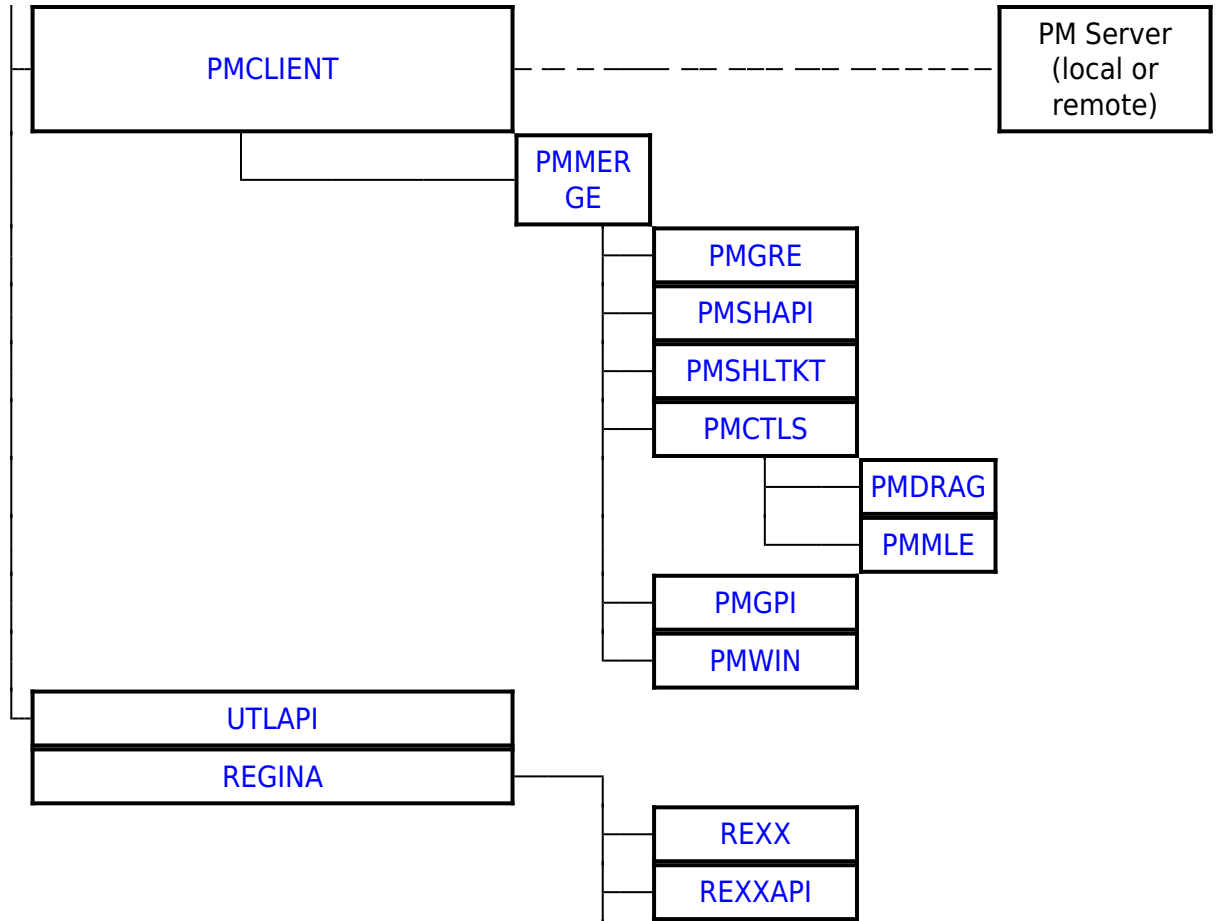 PMCLIENT
PM Server
(local or
remote)
PMMER
GE
PMGRE
PMSHAPI
PMSHLTKT
PMCTLS
PMDRAG
PMMLE
PMGPI
PMWIN
UTLAPI
REGINA
REXX
REXXAPI